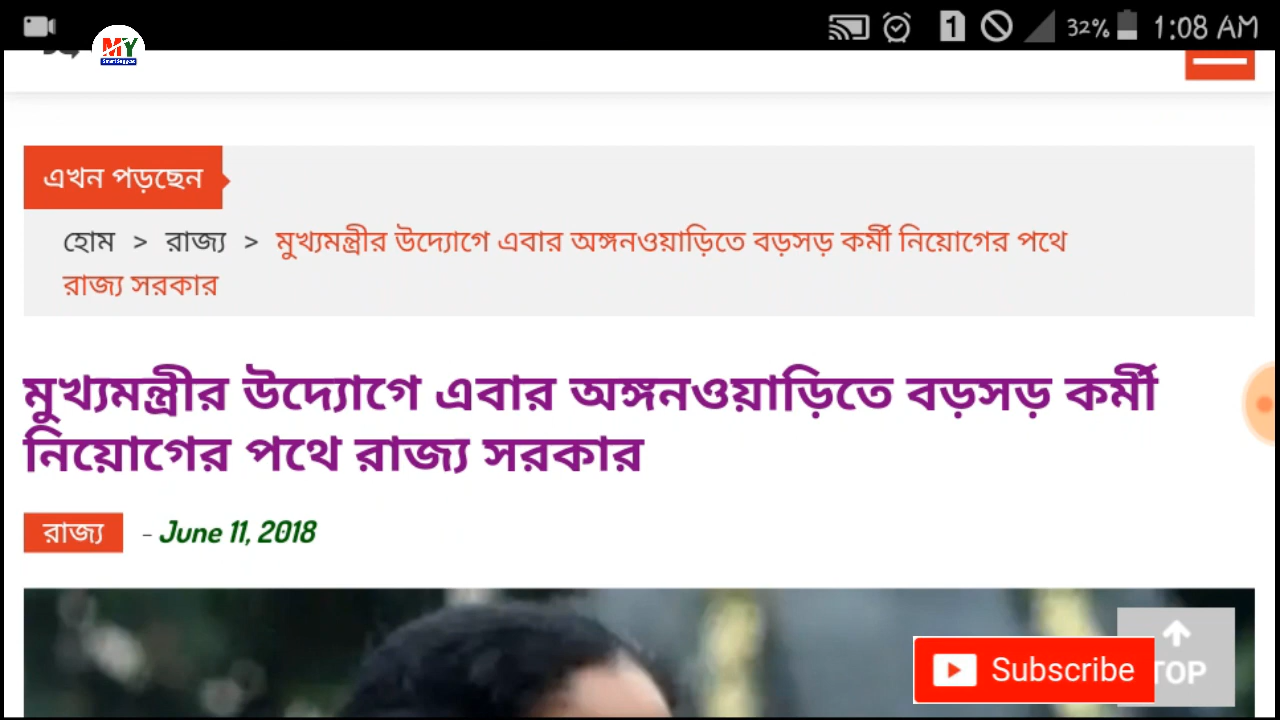 32% 1:08 AM
MY
এখন পড়ছেন
হোম > রাজ্য > মুখ্যমন্ত্রীর উদ্যোগে এবার অঙ্গনওয়াড়িতে বড়সড় কর্মী নিয়োগের পথে
রাজ্য সরকার
মুখ্যমন্ত্রীর উদ্যোগে এবার অঙ্গনওয়াড়িতে বড়সড় কর্মী
নিয়োগের পথে রাজ্য সরকার
রাজ্য - June 11, 2018
TOP
Subscribe